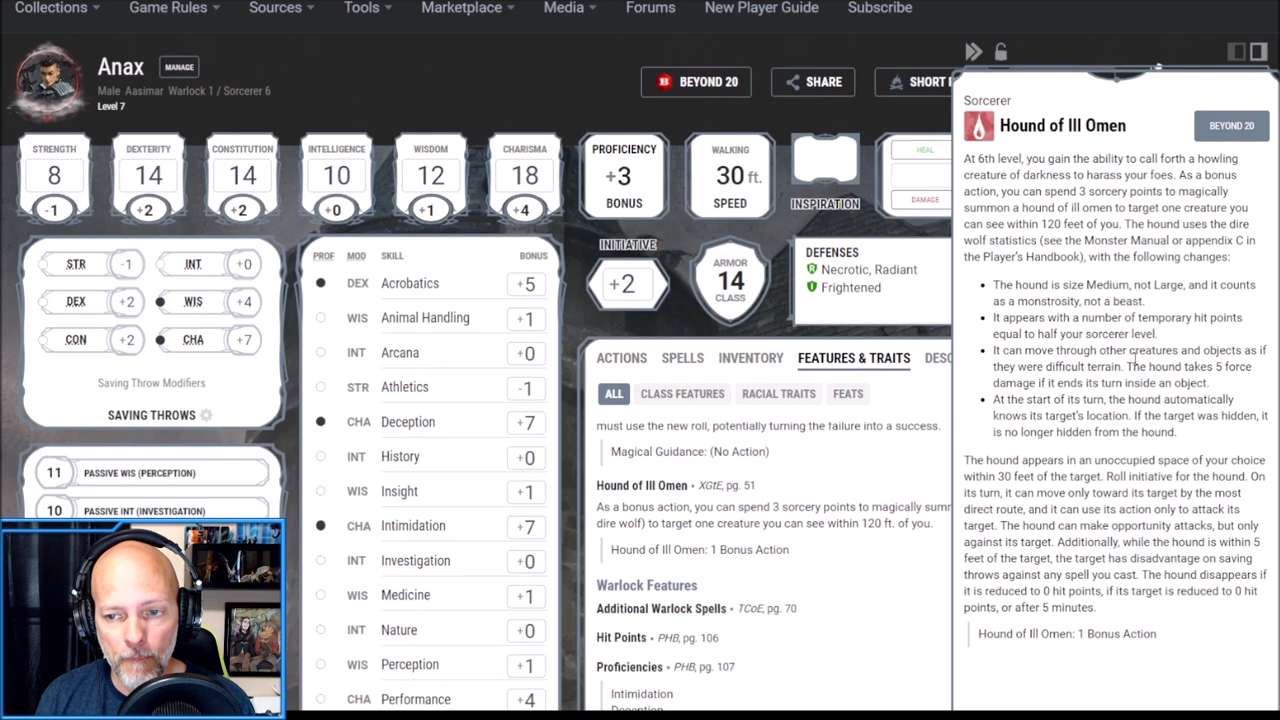 Collections
Game Rules
Sources
Tools
Marketplace
Media
Forums
New Player Guide
Subscribe
Anax
MANAGE
Male Aasimar Warlock 1 / Sorcerer 6
Level 7
BEYOND 20
SHARE
STRENGTH
8
-1
DEXTERITY
14
+2
CONSTITUTION
14
+2
INTELLIGENCE
10
+0
WISDOM
12
+1
CHARISMA
18
+4
PROFICIENCY
+3
BONUS
WALKING
30 ft.
SPEED
INSPIRATION
HEAL
DAMAGE
STR -1
INT +0
DEX +2
WIS +4
CON +2
CHA +7
Saving Throw Modifiers
SAVING THROWS
11 PASSIVE WIS (PERCEPTION)
10 PASSIVE INT (INVESTIGATION)
PROF MOD SKILL BONUS
DEX Acrobatics +5
WIS Animal Handling +1
INT Arcana +0
STR Athletics -1
CHA Deception +7
INT History +0
WIS Insight +1
CHA Intimidation +7
INT Investigation +0
WIS Medicine +1
INT Nature +0
WIS Perception +1
CHA Performance +4
INITIATIVE
+2
ARMOR
14
CLASS
DEFENSES
Necrotic, Radiant
Frightened
ACTIONS SPELLS INVENTORY FEATURES & TRAITS
ALL CLASS FEATURES RACIAL TRAITS FEATS
must use the new roll, potentially turning the failure into a success.
Magical Guidance: (No Action)
Hound of Ill Omen • XGtE, pg. 51
As a bonus action, you can spend 3 sorcery points to magically
dire wolf) to target one creature you can see within 120 ft. of you.
Hound of Ill Omen: 1 Bonus Action
Warlock Features
Additional Warlock Spells • TCoE, pg. 70
Hit Points • PHB, pg. 106
Proficiencies • PHB, pg. 107
Intimidation
Deception
Sorcerer
Hound of Ill Omen
BEYOND 20
At 6th level, you gain the ability to call forth a howling
creature of darkness to harass your foes. As a bonus
action, you can spend 3 sorcery points to magically
summon a hound of ill omen to target one creature you
can see within 120 feet of you. The hound uses the dire
wolf statistics (see the Monster Manual or appendix C in
the Player's Handbook), with the following changes:
• The hound is size Medium, not Large, and it counts
as a monstrosity, not a beast.
• It appears with a number of temporary hit points
equal to half your sorcerer level.
• It can move through other creatures and objects as if
they were difficult terrain. The hound takes 5 force
damage if it ends its turn inside an object.
• At the start of its turn, the hound automatically
knows its target's location. If the target was hidden, it
is no longer hidden from the hound.
The hound appears in an unoccupied space of your choice
within 30 feet of the target. Roll initiative for the hound. On
its turn, it can move only toward its target by the most
direct route, and it can use its action only to attack its
target. The hound can make opportunity attacks, but only
against its target. Additionally, while the hound is within 5
feet of the target, the target has disadvantage on saving
throws against any spell you cast. The hound disappears if
it is reduced to 0 hit points, if its target is reduced to 0 hit
points, or after 5 minutes.
Hound of Ill Omen: 1 Bonus Action